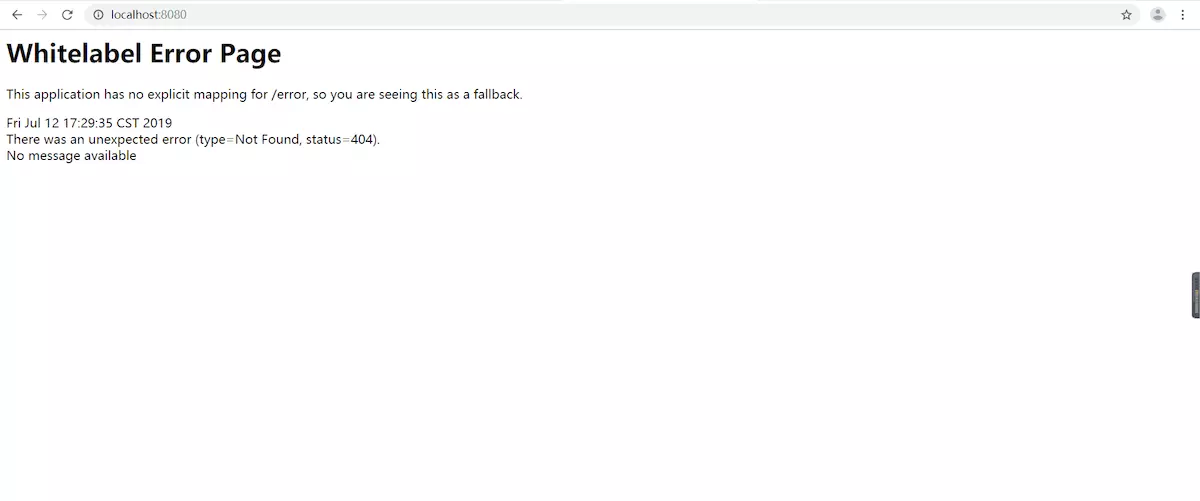 localhost:8080
Whitelabel Error Page
This application has no explicit mapping for /error, so you are seeing this as a fallback.
Fri Jul 12 17:29:35 CST 2019
There was an unexpected error (type=Not Found, status=404).
No message available